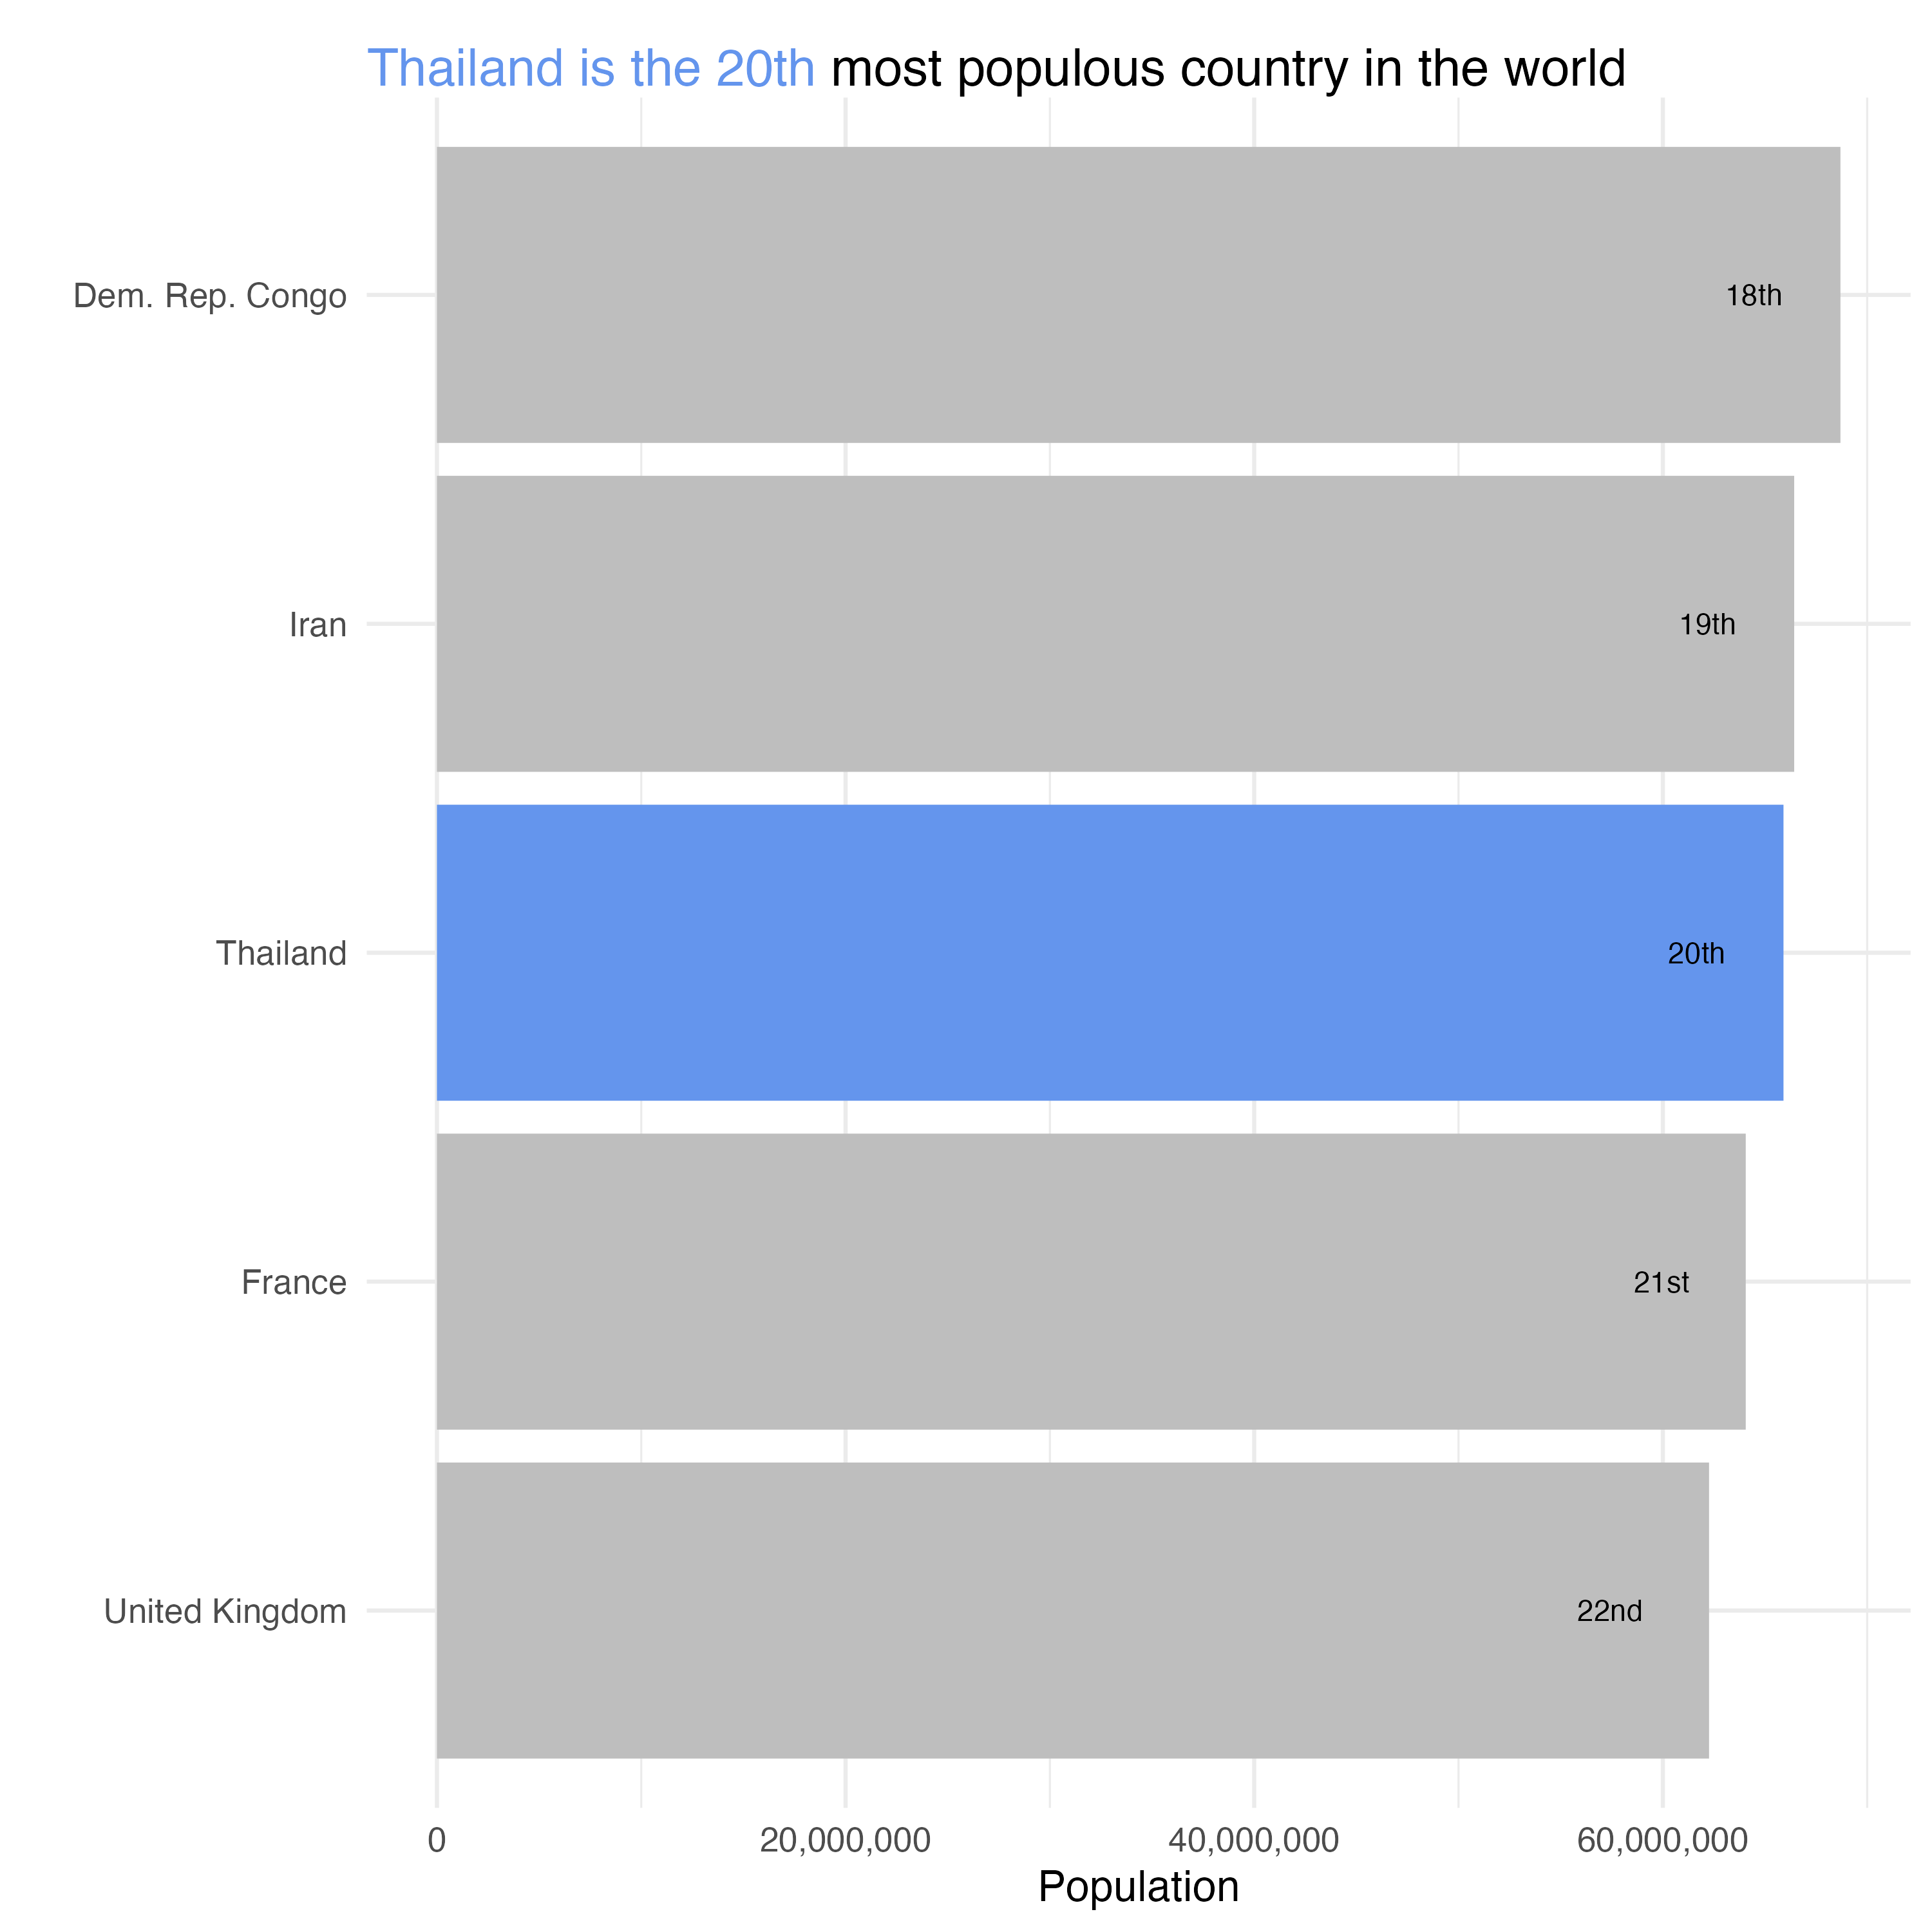 Thailand is the 20th most populous country in the world
Dem. Rep. Congo
18th
Iran
19th
Thailand
20th
France
21st
United Kingdom
22nd
0
20,000,000
40,000,000
60,000,000
Population